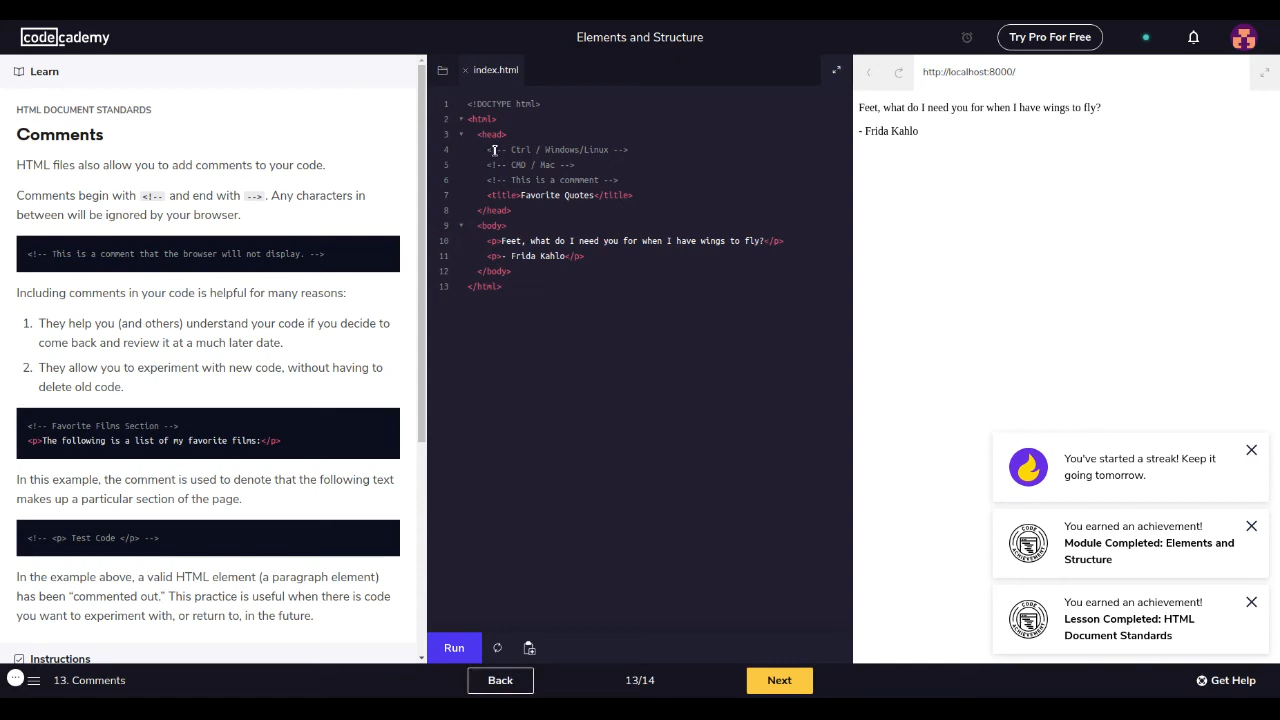 codecademy
Elements and Structure
Try Pro For Free
Learn
HTML DOCUMENT STANDARDS
Comments
HTML files also allow you to add comments to your code.
Comments begin with <!-- and end with -->. Any characters in
between will be ignored by your browser.
<!-- This is a comment that the browser will not display. -->
Including comments in your code is helpful for many reasons:
1. They help you (and others) understand your code if you decide to
come back and review it at a much later date.
2. They allow you to experiment with new code, without having to
delete old code.
<!-- Favorite Films Section -->
<p>The following is a list of my favorite films:</p>
In this example, the comment is used to denote that the following text
makes up a particular section of the page.
<!-- <p> Test Code </p> -->
In the example above, a valid HTML element (a paragraph element)
has been “commented out.” This practice is useful when there is code
you want to experiment with, or return to, in the future.
Instructions
index.html
1 <!DOCTYPE html>
2 <html>
3 <head>
4 <!-- Ctrl / Windows/Linux -->
5 <!-- CMD / Mac -->
6 <!-- This is a commment -->
7 <title>Favorite Quotes</title>
8 </head>
9 <body>
10 <p>Feet, what do I need you for when I have wings to fly?</p>
11 <p>- Frida Kahlo</p>
12 </body>
13 </html>
Run
http://localhost:8000/
Feet, what do I need you for when I have wings to fly?
- Frida Kahlo
You've started a streak! Keep it
going tomorrow.
You earned an achievement!
Module Completed: Elements and
Structure
You earned an achievement!
Lesson Completed: HTML
Document Standards
13. Comments
Back
13/14
Next
Get Help